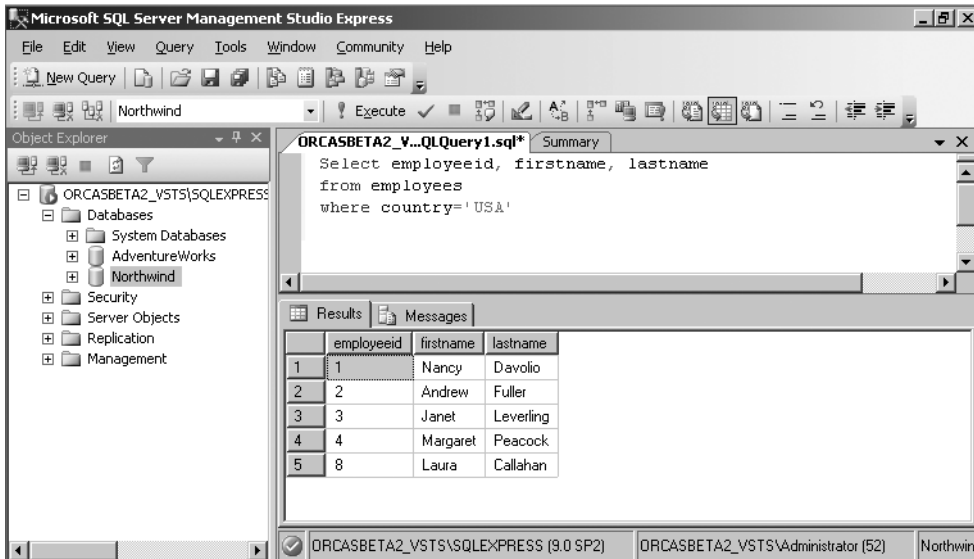 Microsoft SQL Server Management Studio Express
File Edit View Query Tools Window Community Help
New Query
Northwind Execute
Object Explorer
ORCASBETA2_VSTS\SQLEXPRESS
Databases
System Databases
AdventureWorks
Northwind
Security
Server Objects
Replication
Management
ORCASBETA2_V...QLQuery1.sql* Summary
Select employeeid, firstname, lastname
from employees
where country='USA'
Results Messages
employeeid firstname lastname
1 1 Nancy Davolio
2 2 Andrew Fuller
3 3 Janet Leverling
4 4 Margaret Peacock
5 8 Laura Callahan
ORCASBETA2_VSTS\SQLEXPRESS (9.0 SP2) ORCASBETA2_VSTS\Administrator (52) Northwin